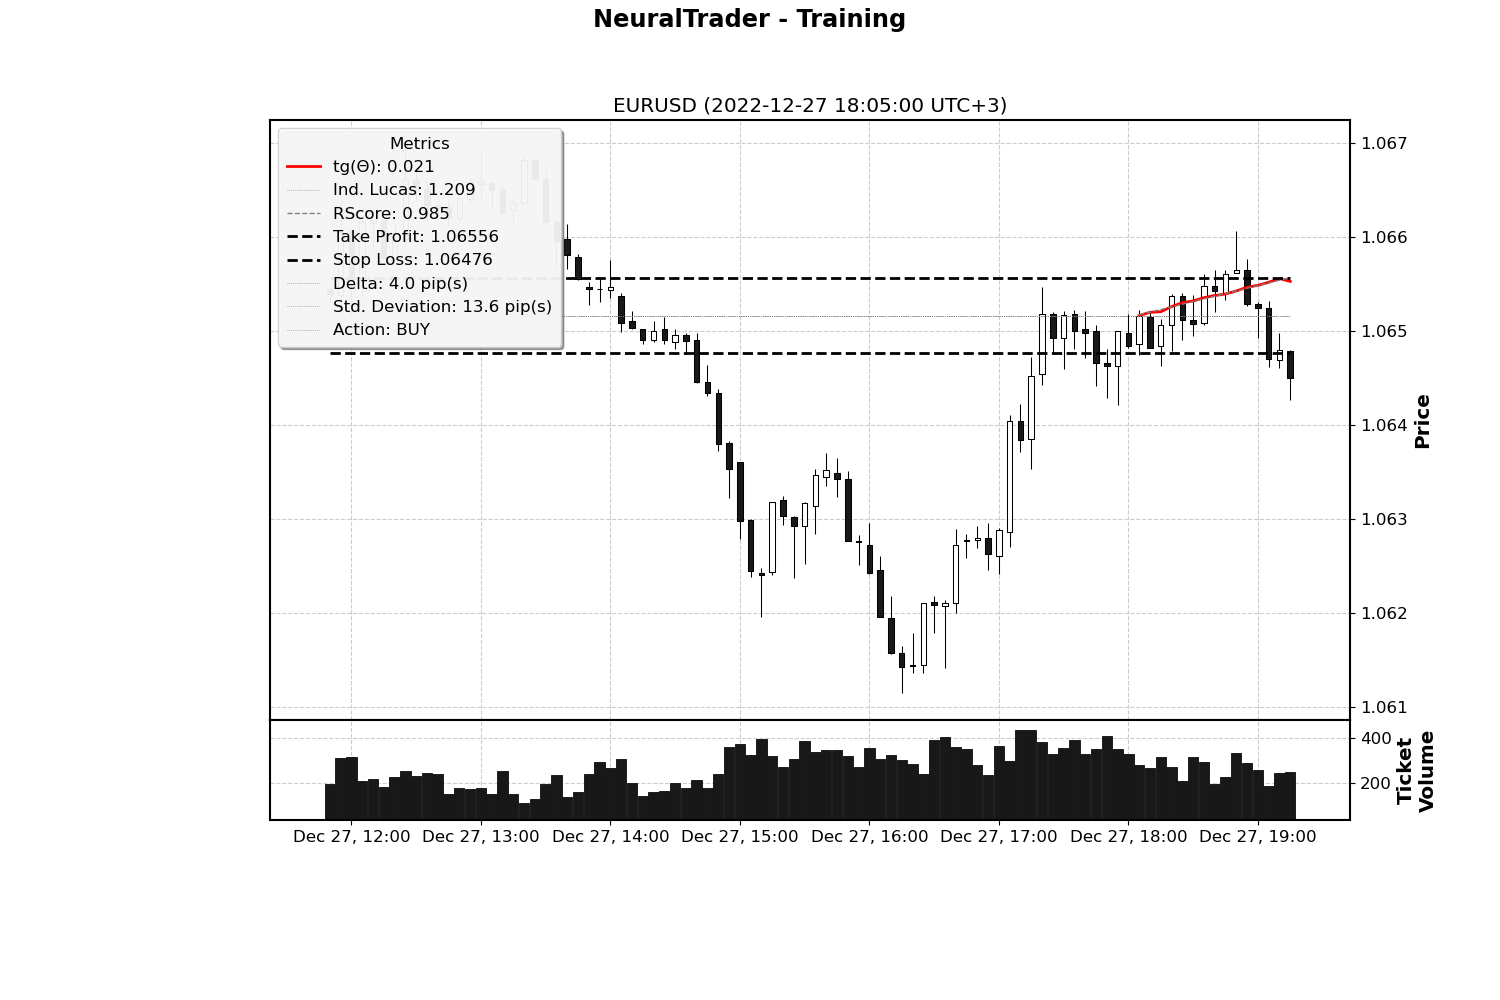 NeuralTrader - Training
EURUSD (2022-12-27 18:05:00 UTC+3)
Metrics
tg(Θ): 0.021
Ind. Lucas: 1.209
RScore: 0.985
Take Profit: 1.06556
Stop Loss: 1.06476
Delta: 4.0 pip(s)
Std. Deviation: 13.6 pip(s)
Action: BUY
1.067
1.066
1.065
1.064
1.063
1.062
1.061
Price
400
200
Ticket
Volume
Dec 27, 12:00 Dec 27, 13:00 Dec 27, 14:00 Dec 27, 15:00 Dec 27, 16:00 Dec 27, 17:00 Dec 27, 18:00 Dec 27, 19:00